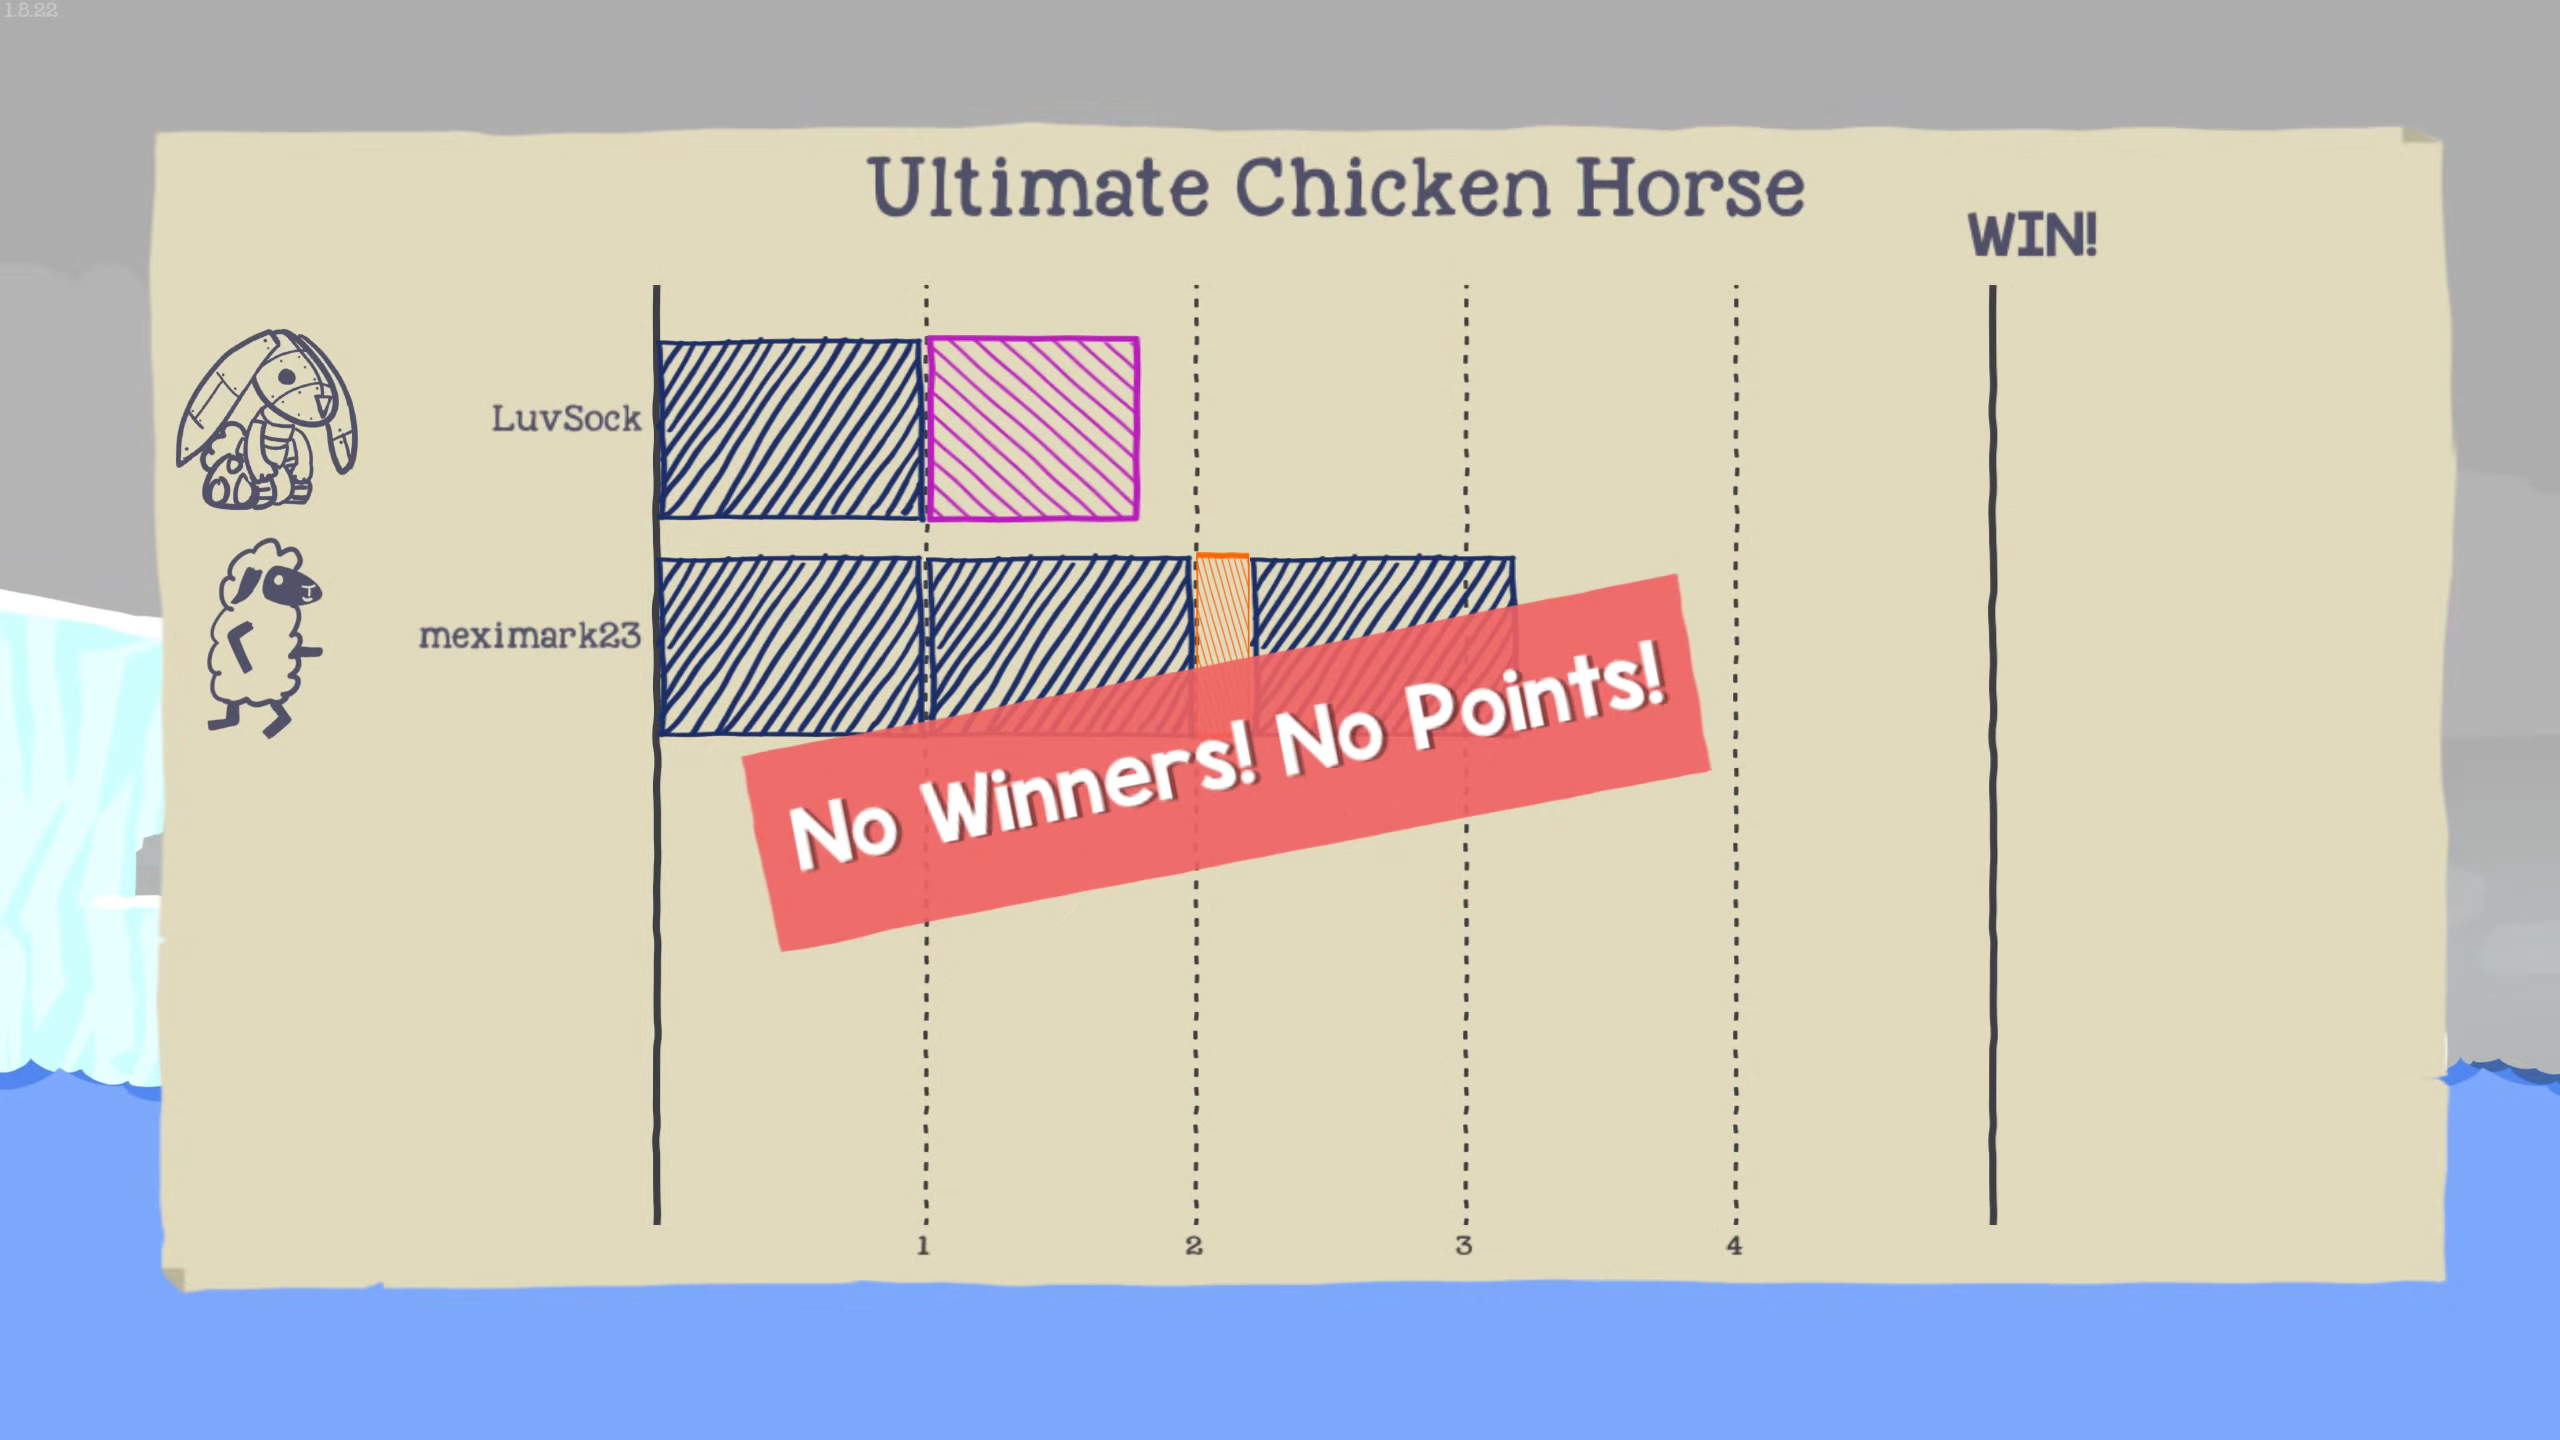 1.8.22
Ultimate Chicken Horse
WIN!
LuvSock
meximark23
No Winners! No Points!
1 2 3 4